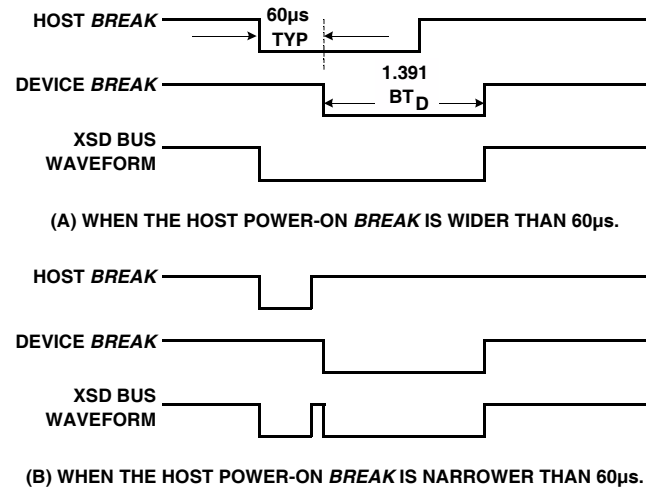 HOST BREAK
60µs
TYP
DEVICE BREAK
1.391
BTD
XSD BUS
WAVEFORM
(A) WHEN THE HOST POWER-ON BREAK IS WIDER THAN 60µs.
HOST BREAK
DEVICE BREAK
XSD BUS
WAVEFORM
(B) WHEN THE HOST POWER-ON BREAK IS NARROWER THAN 60µs.